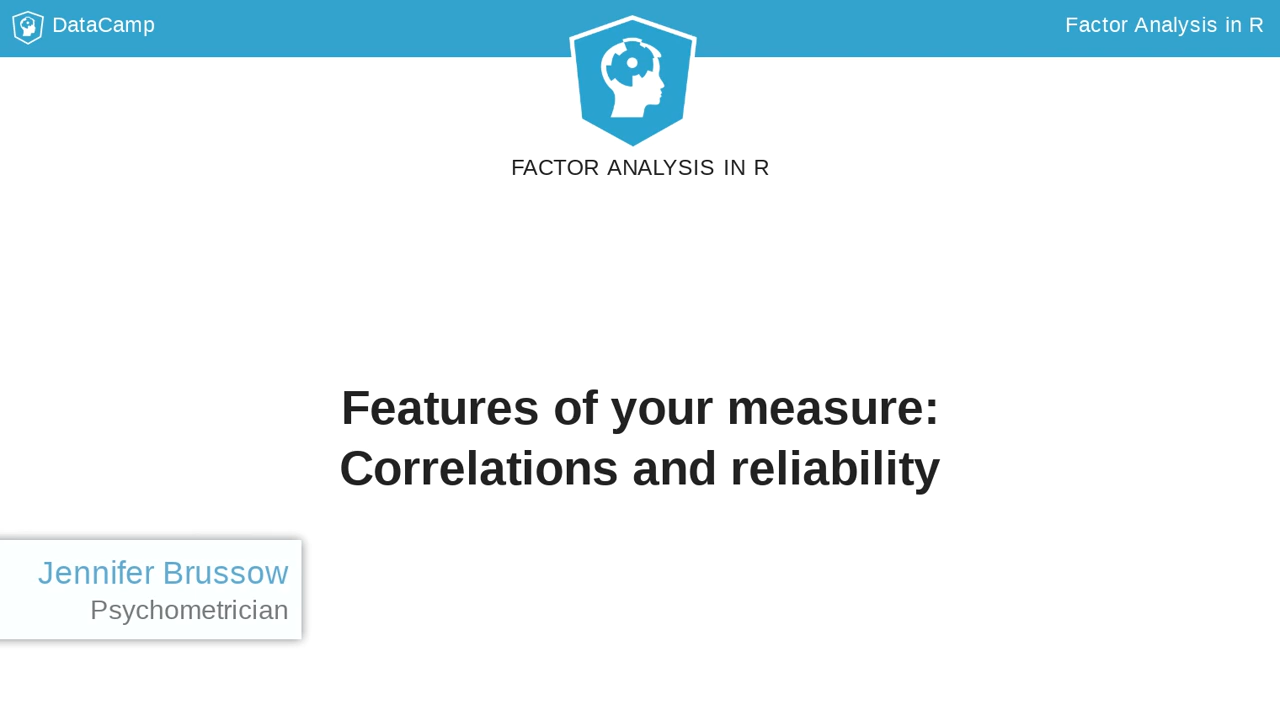 DataCamp
Factor Analysis in R
FACTOR ANALYSIS IN R
Features of your measure:
Correlations and reliability
Jennifer Brussow
Psychometrician